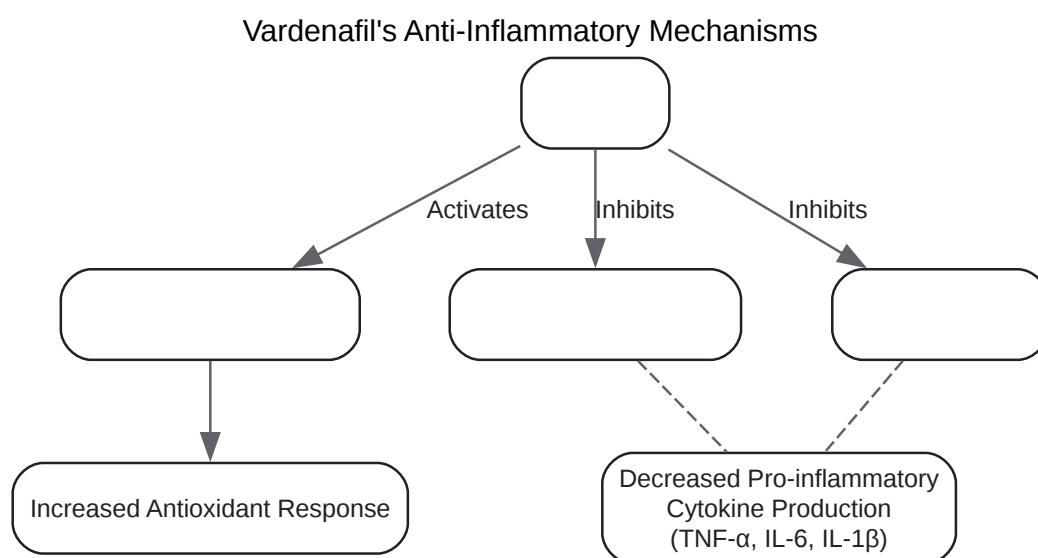 Vardenafil's Anti-Inflammatory Mechanisms
Activates
Inhibits
Inhibits
Increased Antioxidant Response
Decreased Pro-inflammatory
Cytokine Production
(TNF-α, IL-6, IL-1β)